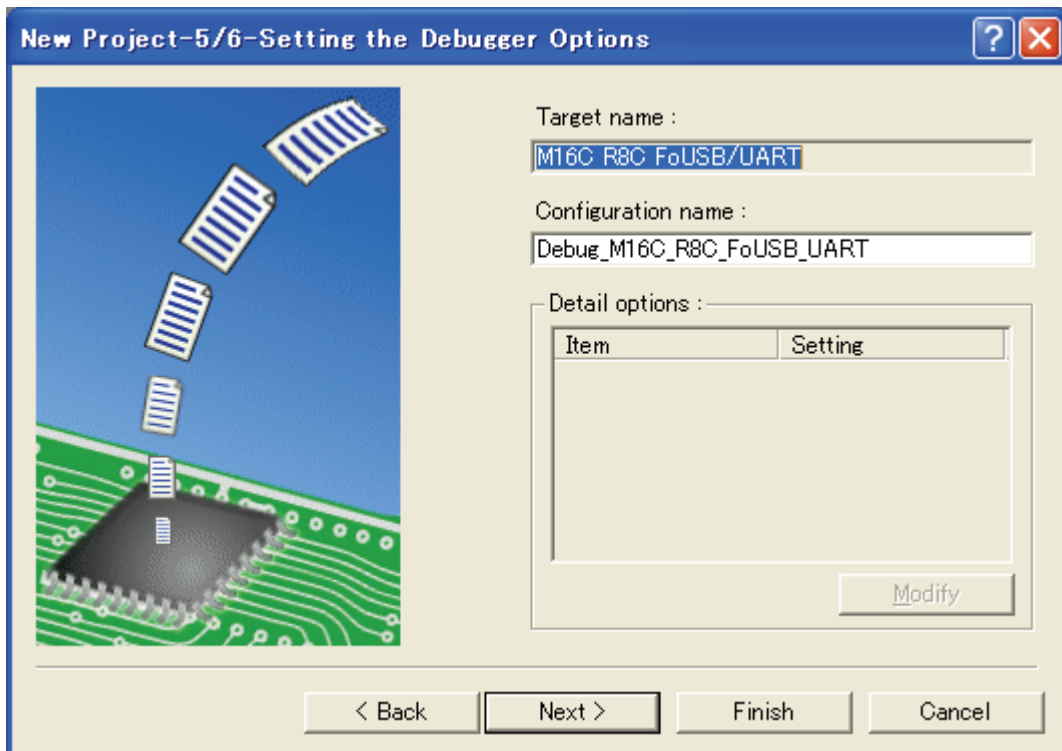 New Project-5/6-Setting the Debugger Options
Target name :
M16C R8C FoUSB/UART
Configuration name :
Debug_M16C_R8C_FoUSB_UART
Detail options :
Item Setting
Modify
< Back Next > Finish Cancel